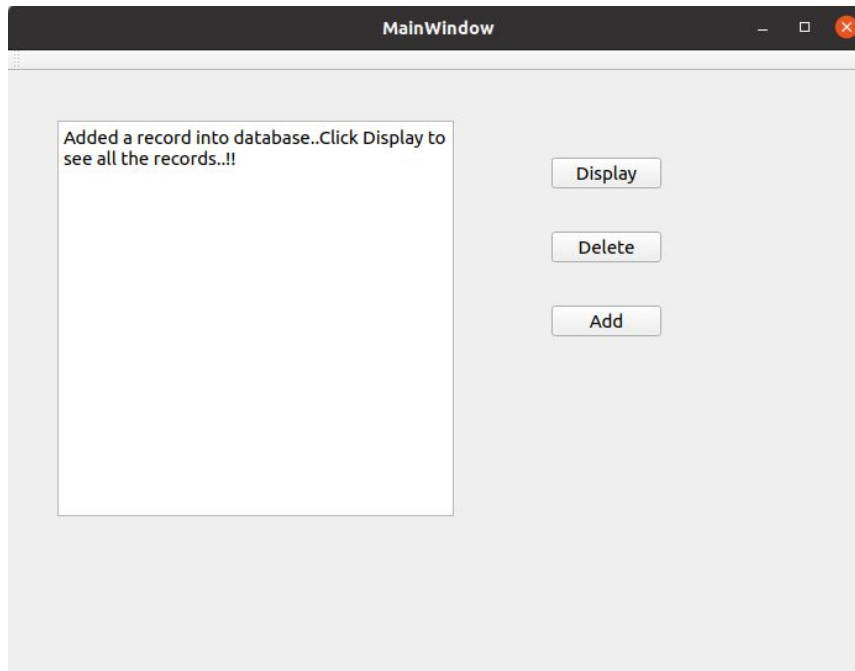 MainWindow
Added a record into database..Click Display to
see all the records..!!
Display
Delete
Add